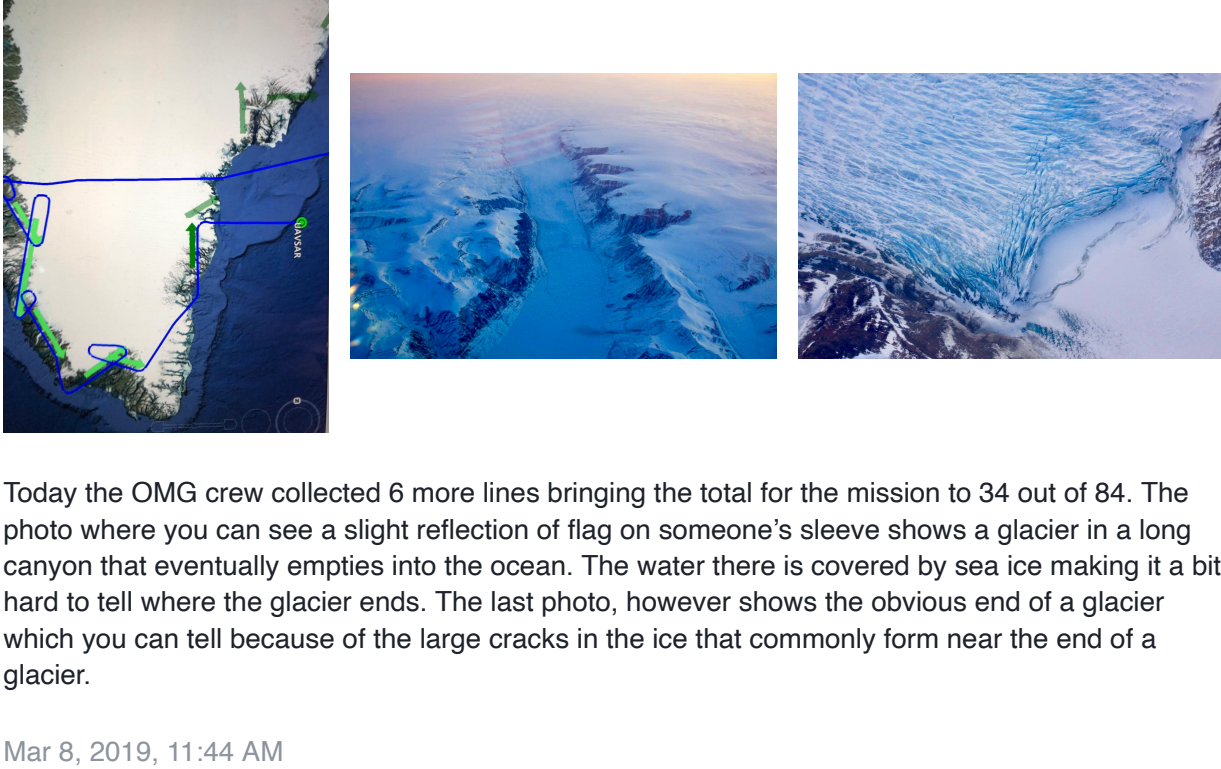 UAVSAR
N
Today the OMG crew collected 6 more lines bringing the total for the mission to 34 out of 84. The
photo where you can see a slight reflection of flag on someone’s sleeve shows a glacier in a long
canyon that eventually empties into the ocean. The water there is covered by sea ice making it a bit
hard to tell where the glacier ends. The last photo, however shows the obvious end of a glacier
which you can tell because of the large cracks in the ice that commonly form near the end of a
glacier.
Mar 8, 2019, 11:44 AM